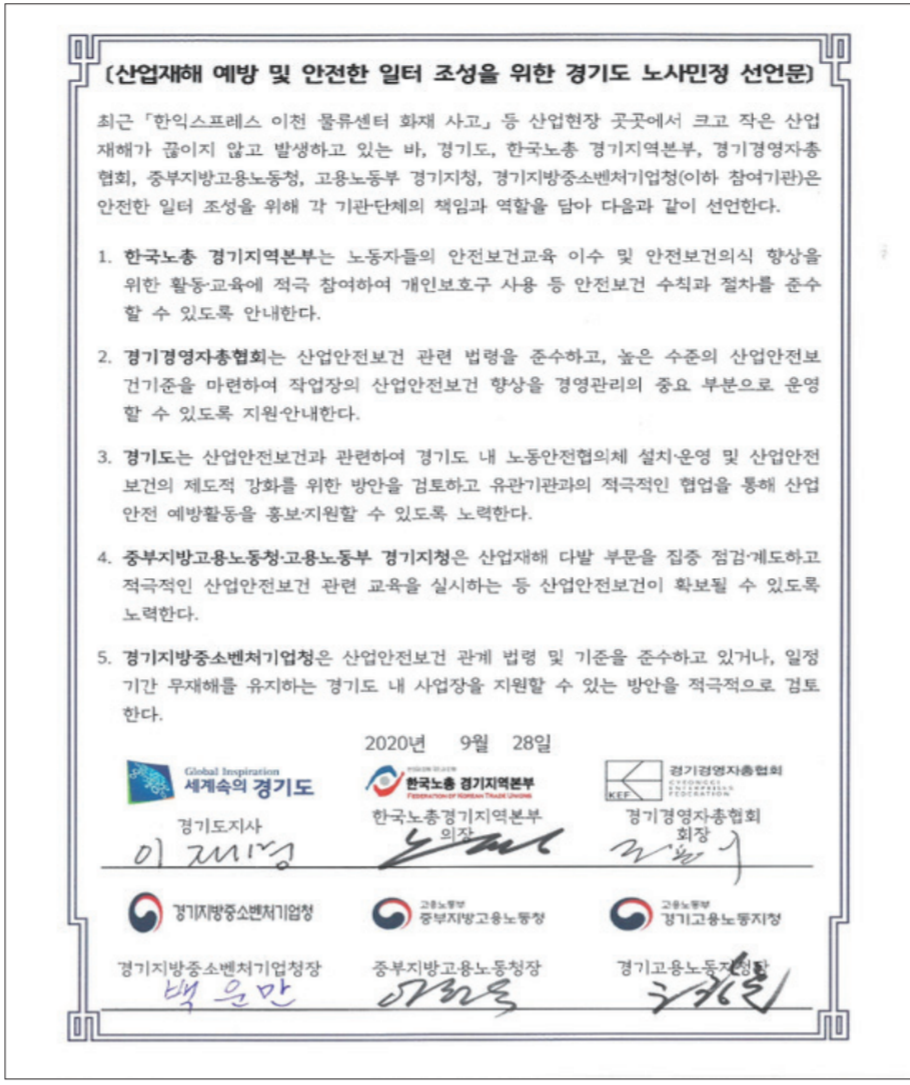 〔산업재해 예방 및 안전한 일터 조성을 위한 경기도 노사민정 선언문〕
최근 「한익스프레스 이천 물류센터 화재 사고」 등 산업현장 곳곳에서 크고 작은 산업
재해가 끊이지 않고 발생하고 있는 바, 경기도, 한국노총 경기지역본부, 경기경영자총
협회, 중부지방고용노동청, 고용노동부 경기지청, 경기지방중소벤처기업청(이하 참여기관)은
안전한 일터 조성을 위해 각 기관·단체의 책임과 역할을 담아 다음과 같이 선언한다.
1. 한국노총 경기지역본부는 노동자들의 안전보건교육 이수 및 안전보건의식 향상을
위한 활동·교육에 적극 참여하여 개인보호구 사용 등 안전보건 수칙과 절차를 준수
할 수 있도록 안내한다.
2. 경기경영자총협회는 산업안전보건 관련 법령을 준수하고, 높은 수준의 산업안전보
건기준을 마련하여 작업장의 산업안전보건 향상을 경영관리의 중요 부분으로 운영
할 수 있도록 지원·안내한다.
3. 경기도는 산업안전보건과 관련하여 경기도 내 노동안전협의체 설치·운영 및 산업안전
보건의 제도적 강화를 위한 방안을 검토하고 유관기관과의 적극적인 협업을 통해 산업
안전 예방활동을 홍보·지원할 수 있도록 노력한다.
4. 중부지방고용노동청·고용노동부 경기지청은 산업재해 다발 부문을 집중 점검·계도하고
적극적인 산업안전보건 관련 교육을 실시하는 등 산업안전보건이 확보될 수 있도록
노력한다.
5. 경기지방중소벤처기업청은 산업안전보건 관계 법령 및 기준을 준수하고 있거나, 일정
기간 무재해를 유지하는 경기도 내 사업장을 지원할 수 있는 방안을 적극적으로 검토
한다.
2020년 9월 28일
Global Inspiration
세계속의 경기도
한국노총 경기지역본부
FEDERATION OF KOREAN TRADE UNIONS
KEF
경기경영자총협회
GYEONGGI
ENTERPRISES
FEDERATION
경기도지사
한국노총경기지역본부
의장
경기경영자총협회
회장
이재명
경기지방중소벤처기업청
고용노동부
중부지방고용노동청
고용노동부
경기고용노동지청
경기지방중소벤처기업청장
중부지방고용노동청장
경기고용노동지청장
백운만